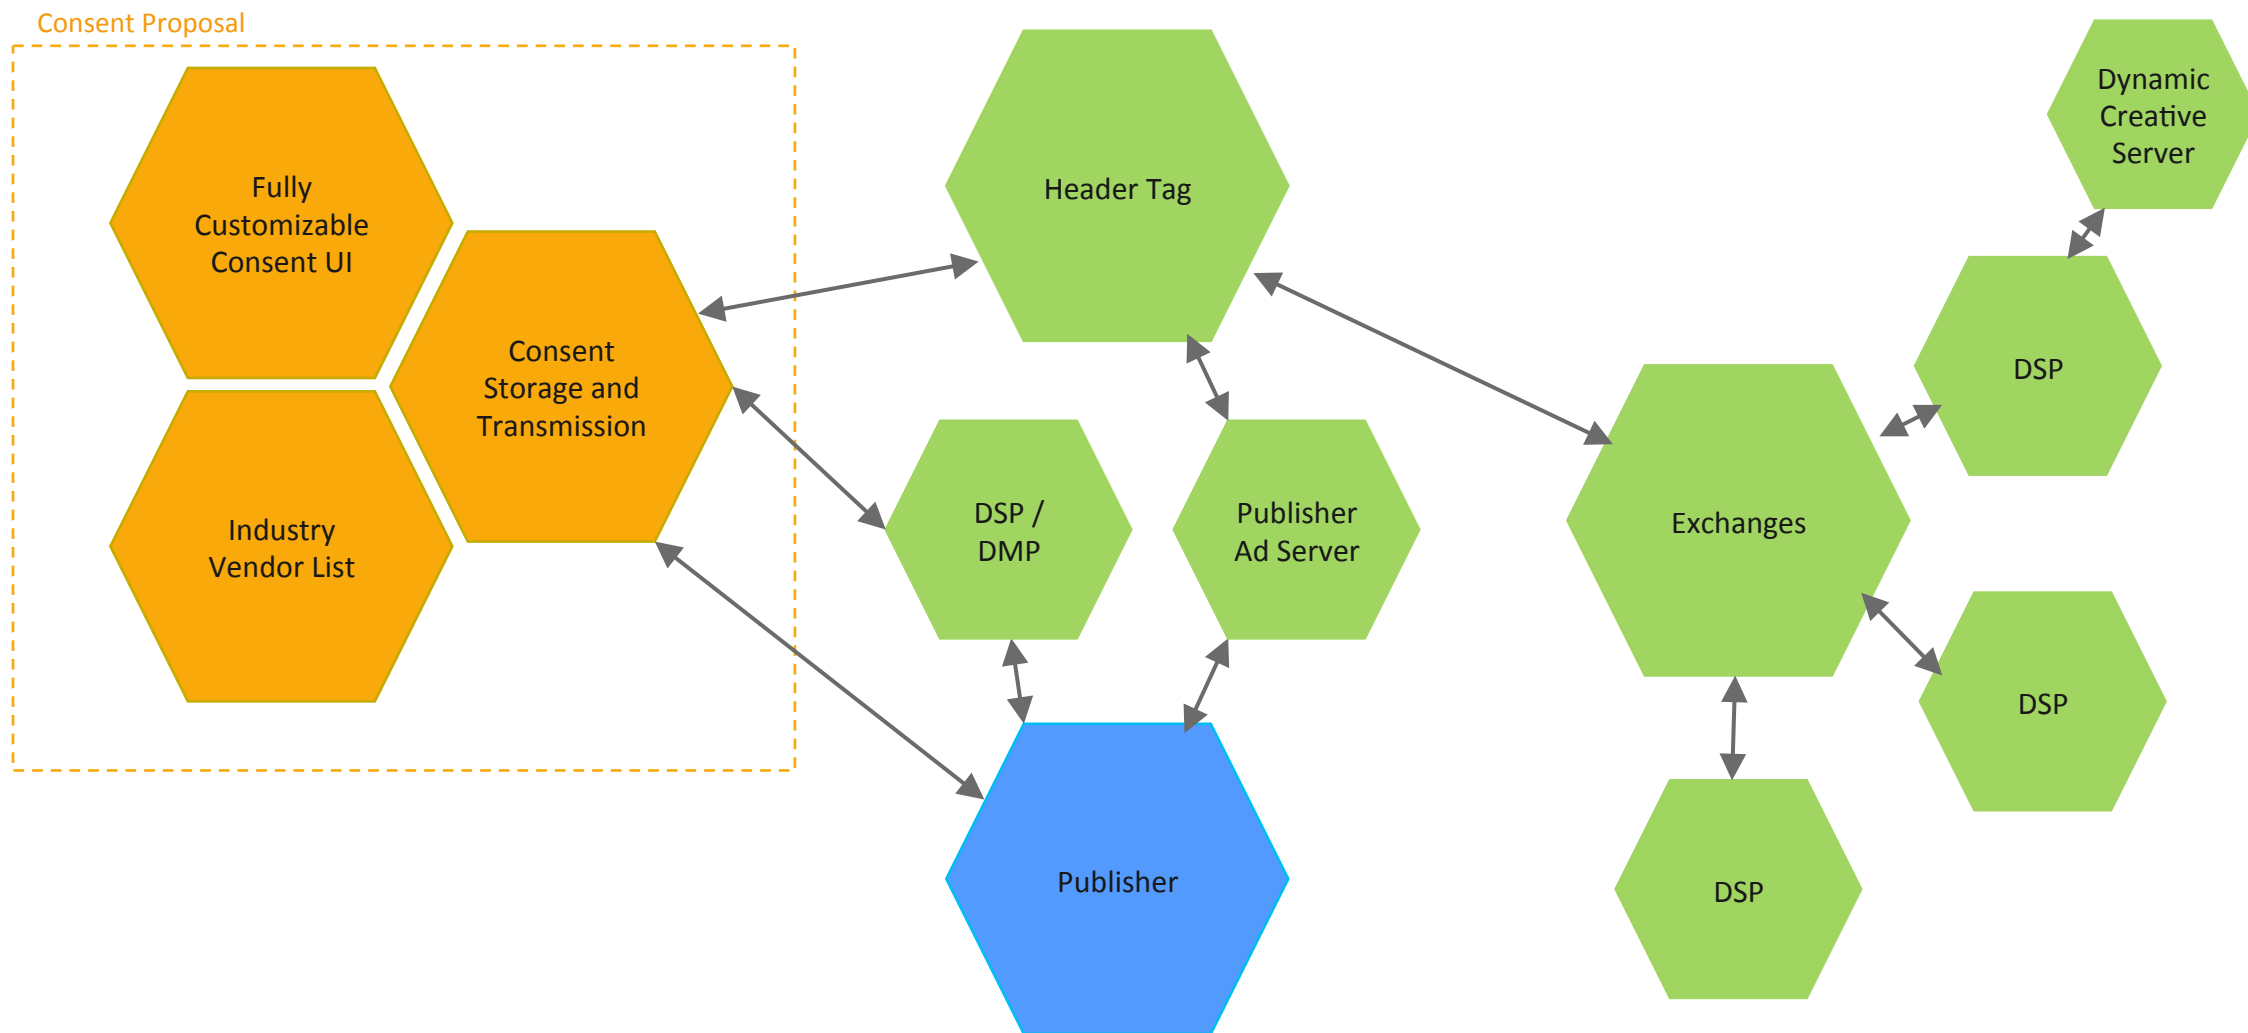 Consent Proposal
Fully
Customizable
Consent UI
Consent
Storage and
Transmission
Industry
Vendor List
Header Tag
DSP /
DMP
Publisher
Ad Server
Publisher
Exchanges
Dynamic
Creative
Server
DSP
DSP
DSP